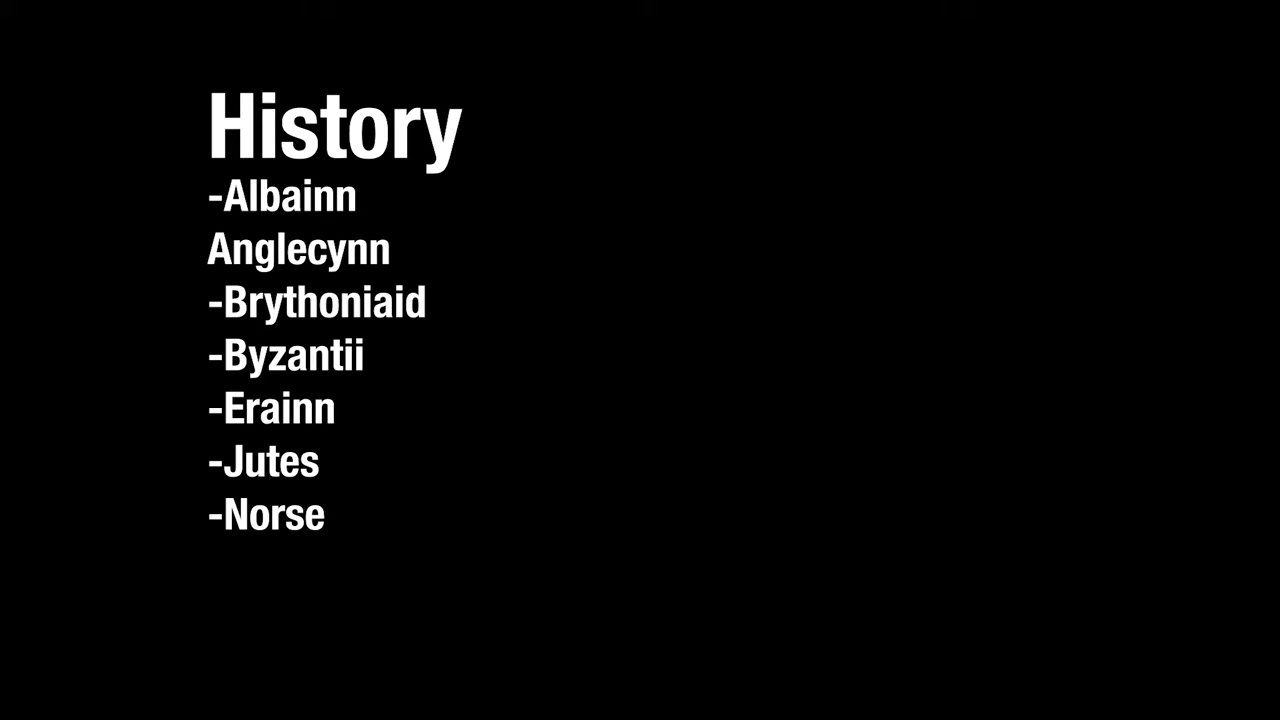 History
-Albainn
Anglecynn
-Brythoniaid
-Byzantii
-Erainn
-Jutes
-Norse